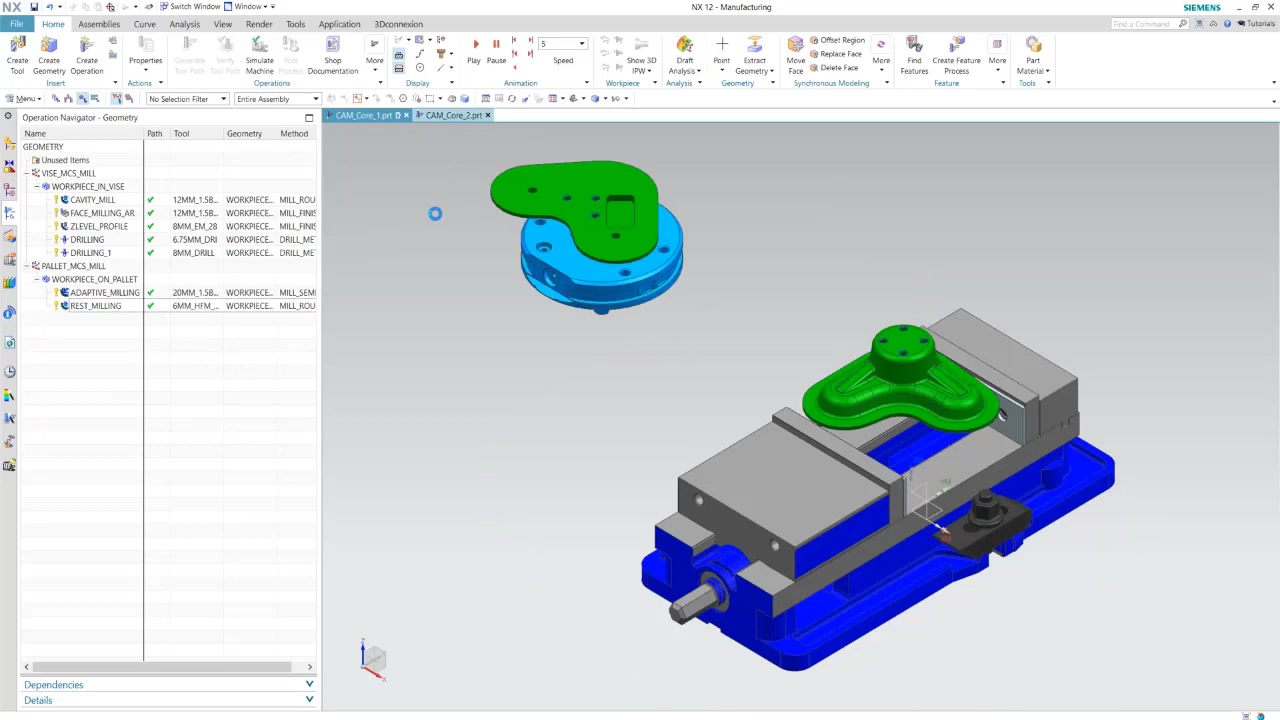 NX Switch Window Window NX 12 - Manufacturing SIEMENS
File Home Assemblies Curve Analysis View Render Tools Application 3Dconnexion Find a Command Tutorials
Create Tool Create Geometry Create Operation Properties Generate Tool Path Verify Tool Path Simulate Machine Post Process Shop Documentation More Play Pause 5 Speed Show 3D IPW Draft Analysis Point Extract Geometry Move Face Offset Region Replace Face Delete Face More Find Features Create Feature Process More Part Material
Insert Actions Operations Display Animation Workpiece Analysis Geometry Synchronous Modeling Feature Tools
Menu No Selection Filter Entire Assembly
Operation Navigator - Geometry CAM_Core_1.prt CAM_Core_2.prt
Name Path Tool Geometry Method
GEOMETRY
Unused Items
VISE_MCS_MILL
WORKPIECE_IN_VISE
CAVITY_MILL 12MM_1.5B... WORKPIECE... MILL_ROU
FACE_MILLING_AR 12MM_1.5B... WORKPIECE... MILL_FINIS
ZLEVEL_PROFILE 8MM_EM_28 WORKPIECE... MILL_FINIS
DRILLING 6.75MM_DRI WORKPIECE... DRILL_MET
DRILLING_1 8MM_DRILL WORKPIECE... DRILL_MET
PALLET_MCS_MILL
WORKPIECE_ON_PALLET
ADAPTIVE_MILLING 20MM_1.5B... WORKPIECE... MILL_SEM
REST_MILLING 6MM_HFM_... WORKPIECE... MILL_ROU
Z
X
Dependencies
Details